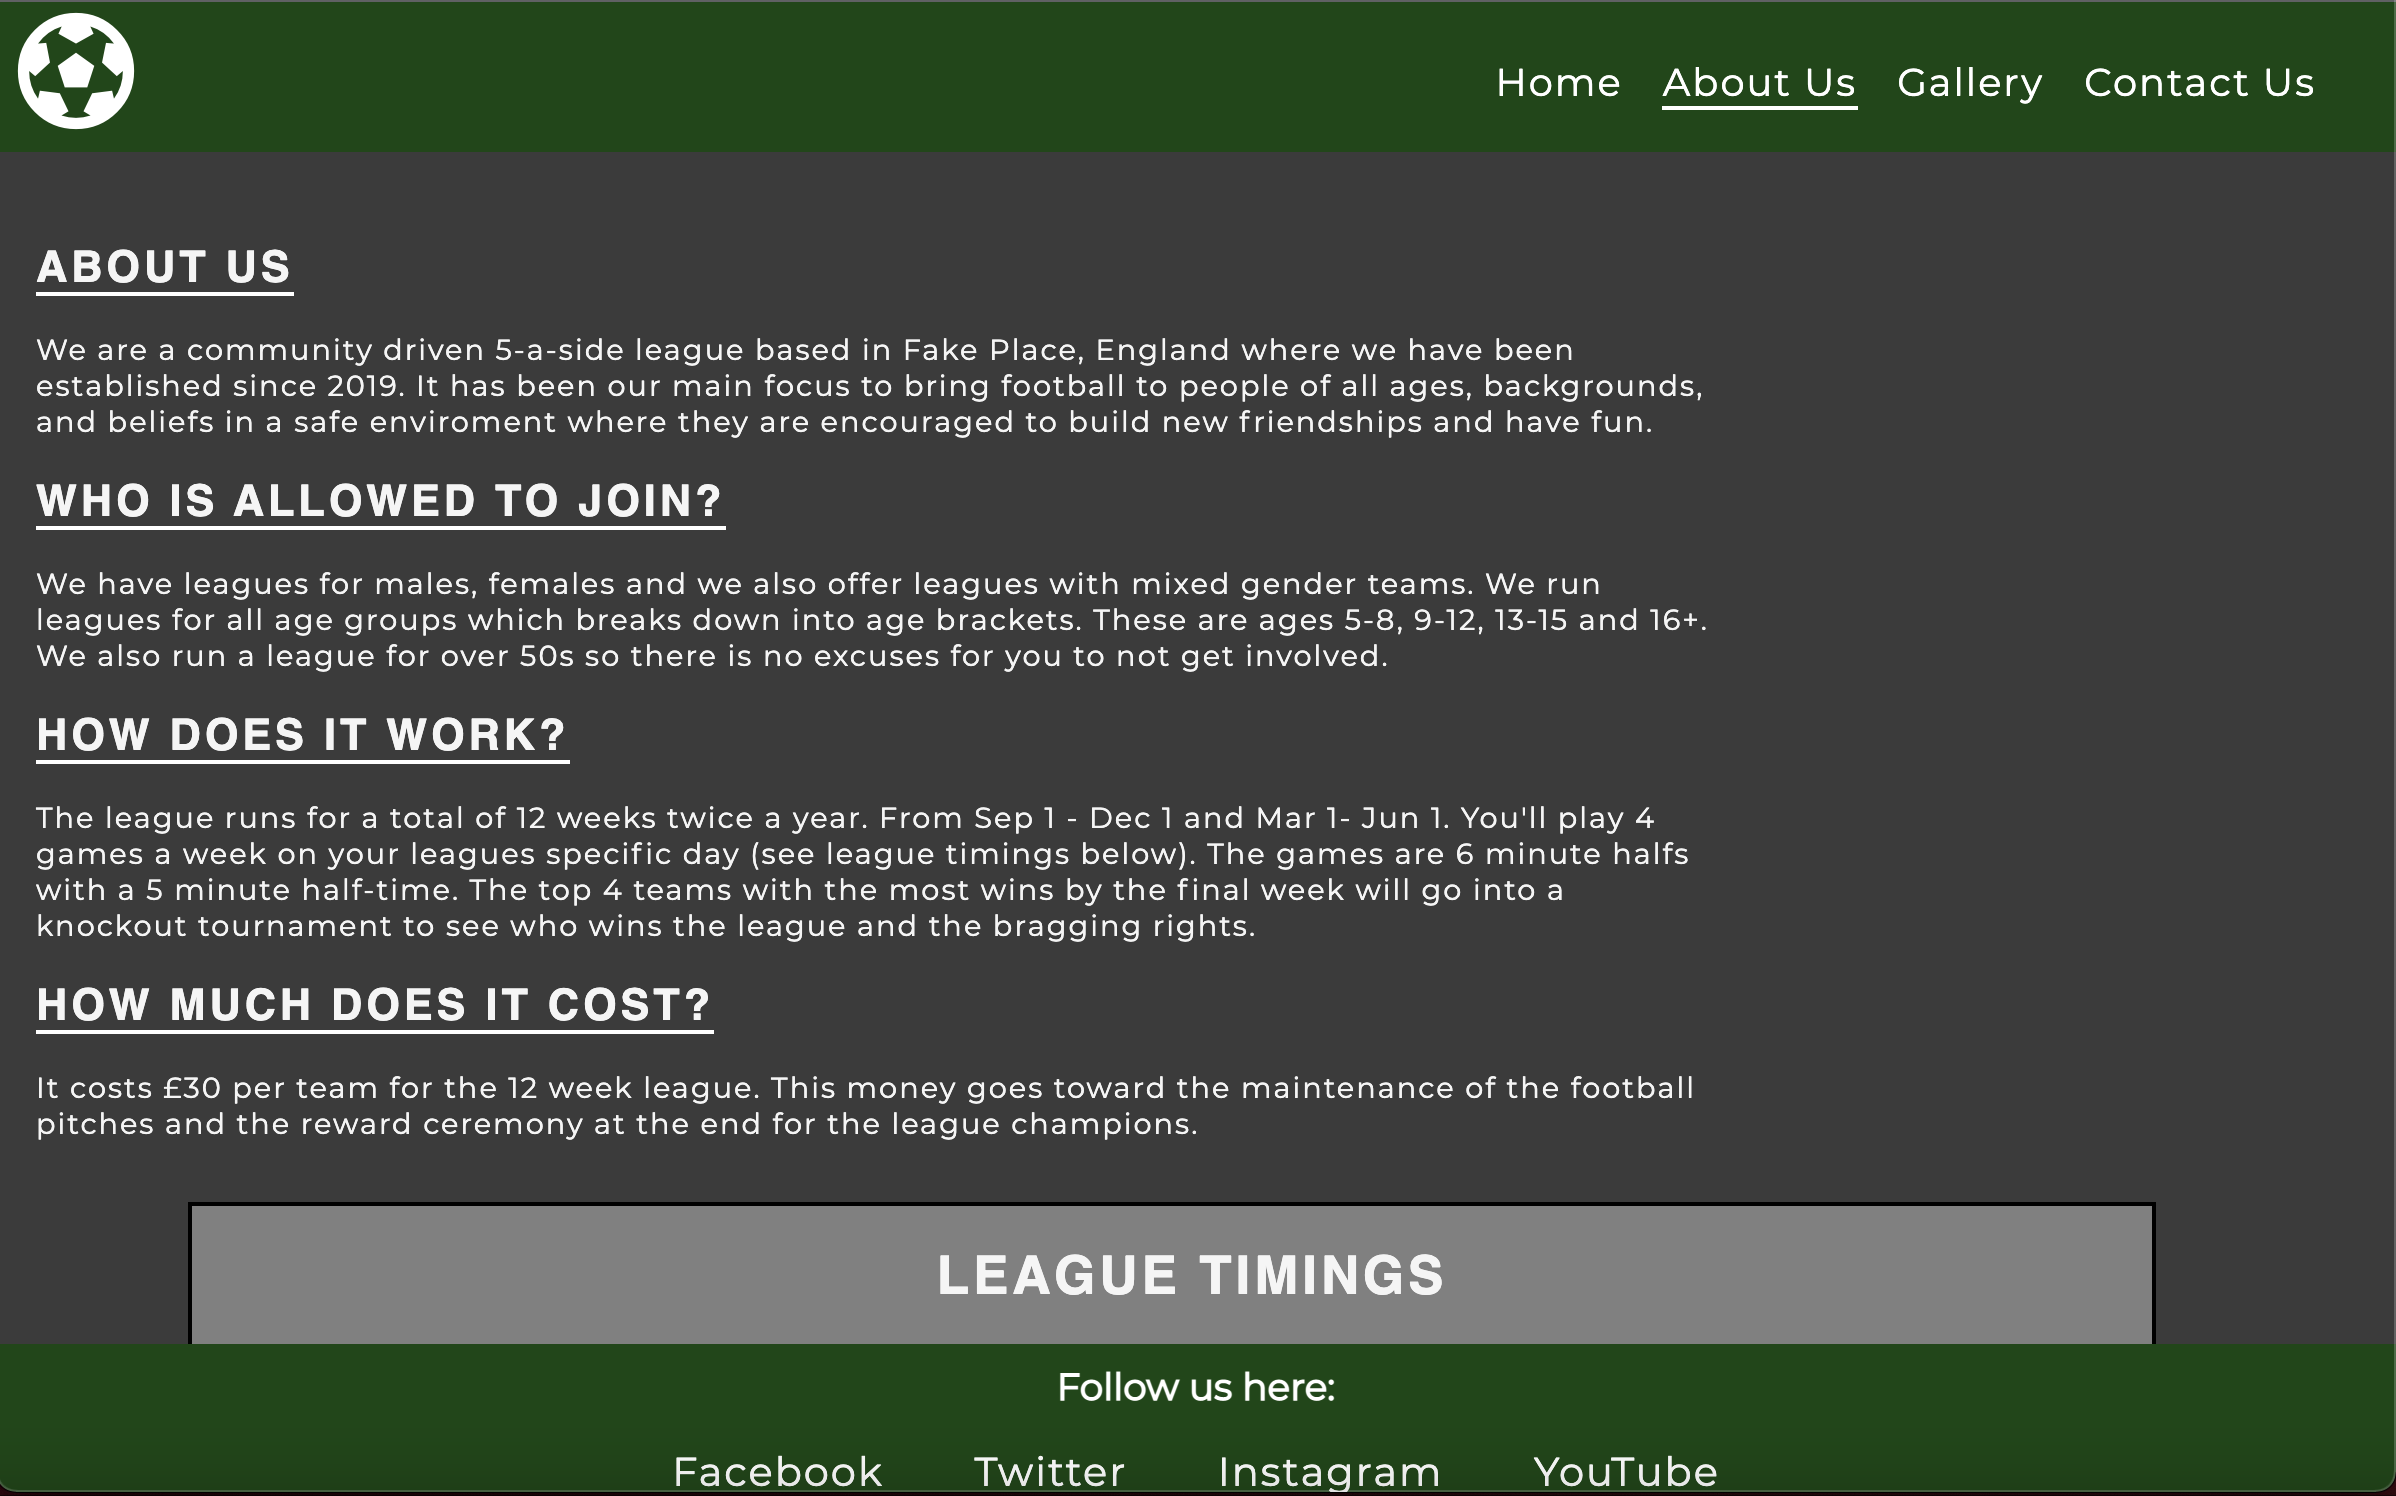 Home About Us Gallery Contact Us
ABOUT US
We are a community driven 5-a-side league based in Fake Place, England where we have been
established since 2019. It has been our main focus to bring football to people of all ages, backgrounds,
and beliefs in a safe enviroment where they are encouraged to build new friendships and have fun.
WHO IS ALLOWED TO JOIN?
We have leagues for males, females and we also offer leagues with mixed gender teams. We run
leagues for all age groups which breaks down into age brackets. These are ages 5-8, 9-12, 13-15 and 16+.
We also run a league for over 50s so there is no excuses for you to not get involved.
HOW DOES IT WORK?
The league runs for a total of 12 weeks twice a year. From Sep 1 - Dec 1 and Mar 1- Jun 1. You'll play 4
games a week on your leagues specific day (see league timings below). The games are 6 minute halfs
with a 5 minute half-time. The top 4 teams with the most wins by the final week will go into a
knockout tournament to see who wins the league and the bragging rights.
HOW MUCH DOES IT COST?
It costs £30 per team for the 12 week league. This money goes toward the maintenance of the football
pitches and the reward ceremony at the end for the league champions.
LEAGUE TIMINGS
Follow us here:
Facebook Twitter Instagram YouTube